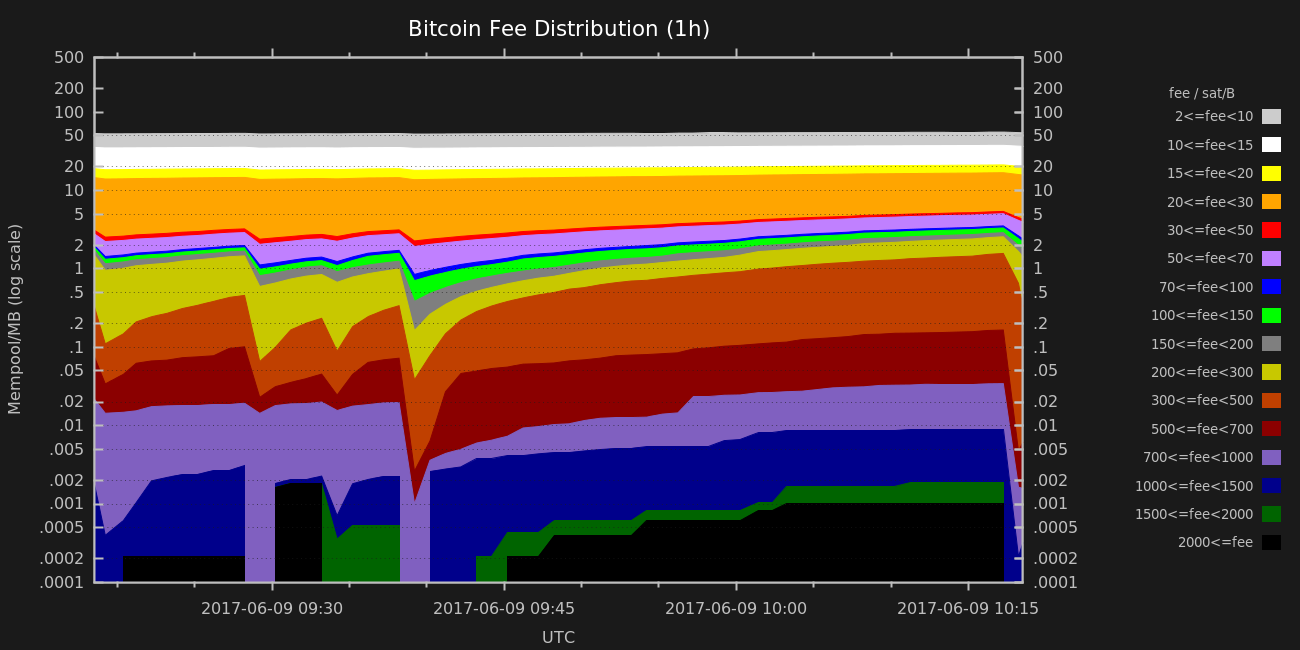 Bitcoin Fee Distribution (1h)
Mempool/MB (log scale)
500
200
100
50
20
10
5
2
1
.5
.2
.1
.05
.02
.01
.005
.002
.001
.0005
.0002
.0001
500
200
100
50
20
10
5
2
1
.5
.2
.1
.05
.02
.01
.005
.002
.001
.0005
.0002
.0001
2017-06-09 09:30
2017-06-09 09:45
2017-06-09 10:00
2017-06-09 10:15
UTC
fee / sat/B
2<=fee<10
10<=fee<15
15<=fee<20
20<=fee<30
30<=fee<50
50<=fee<70
70<=fee<100
100<=fee<150
150<=fee<200
200<=fee<300
300<=fee<500
500<=fee<700
700<=fee<1000
1000<=fee<1500
1500<=fee<2000
2000<=fee